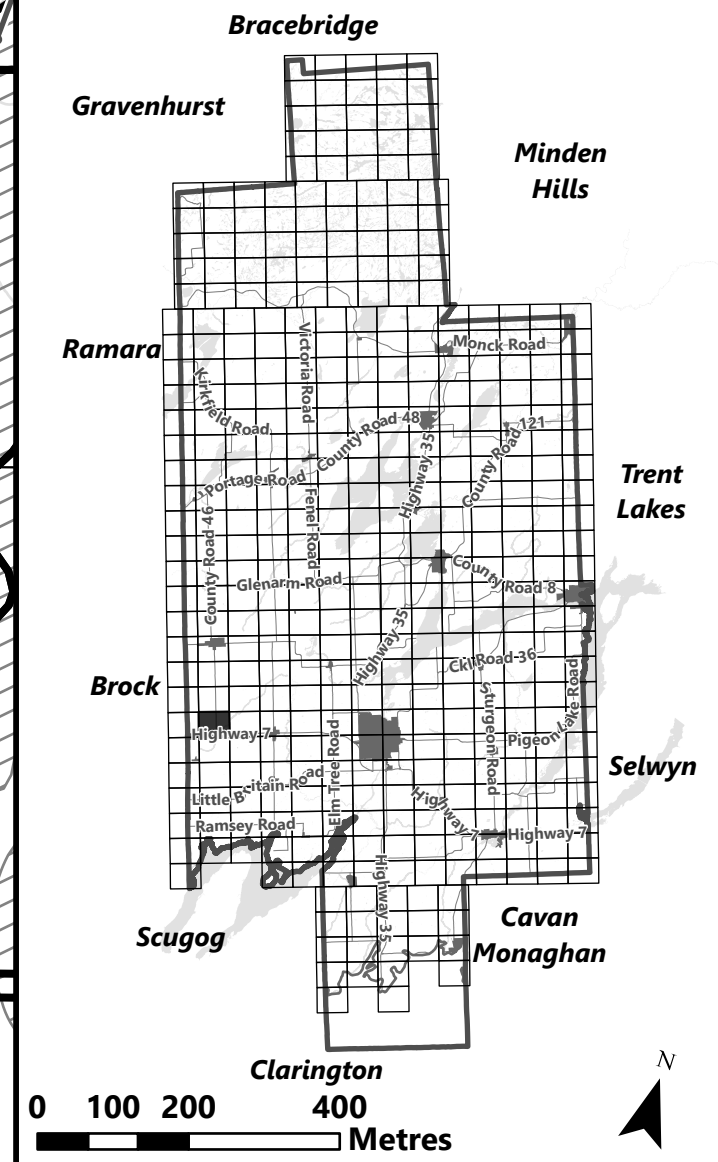 Bracebridge
Gravenhurst
Minden
Hills
Ramara
Monck Road
Victoria Road
Kirkfield Road
County Road 48
County Road 121
Highway 35
Portage Road
Trent
Lakes
Fenel Road
County Road 46
Glenarm Road
County Road 8
Highway 35
Ckl Road 36
Brock
Sturgeon Road
Pigeon Lake Road
Highway 7
Elm Tree Road
Selwyn
Little Britain Road
Highway 7
Ramsey Road
Highway 7
Highway 35
Scugog
Cavan
Monaghan
Clarington
N
0 100 200 400
Metres